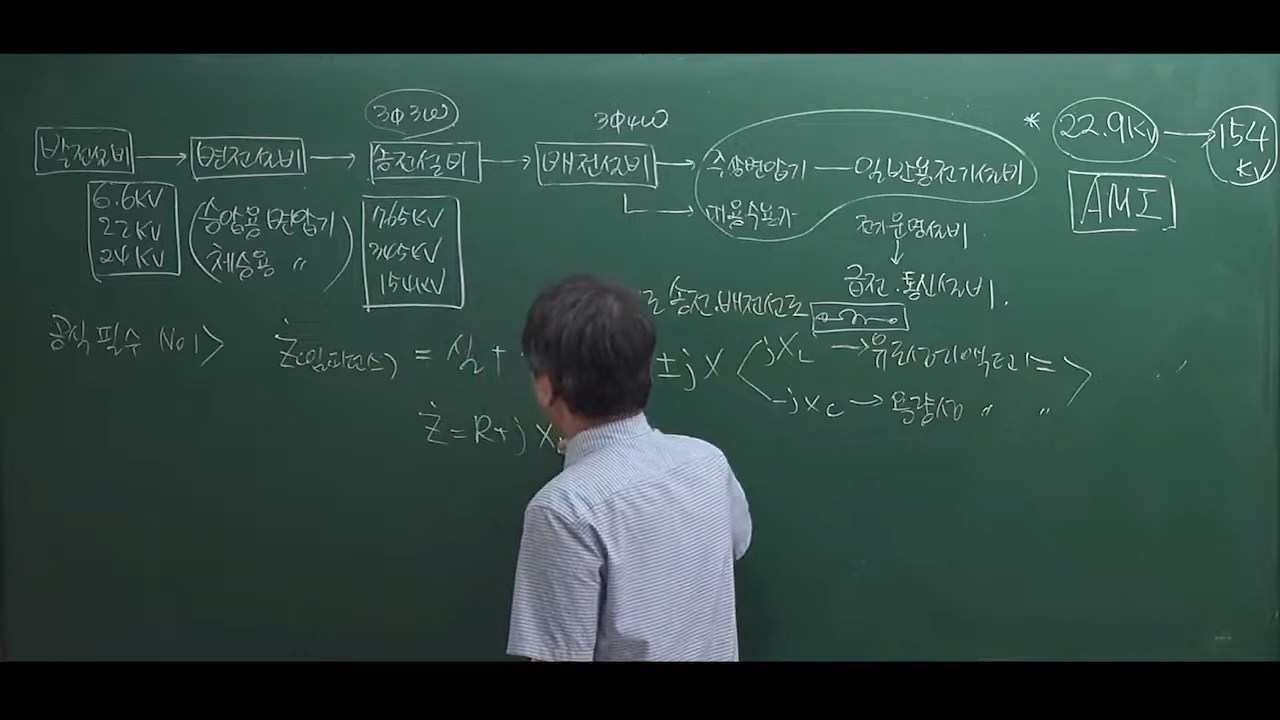 3Φ3W
3Φ4W
발전설비 → 변전설비 → 송전설비 → 배전설비 → 수상변압기 — 일반용전기설비
* 22.9KV → 154 KV
AMI
6.6KV
22KV
24KV
(승압용 변압기
체승용 〃)
765KV
345KV
154KV
대용수용가
전기운영설비
↓
급전·통신설비.
로 송전.배전선로
공식 필수 No1>
Ż(임피던스) = 실+
±jX
jXL → 유도성리액턴스
-jXC → 용량성 〃 〃
Ż=R+jX